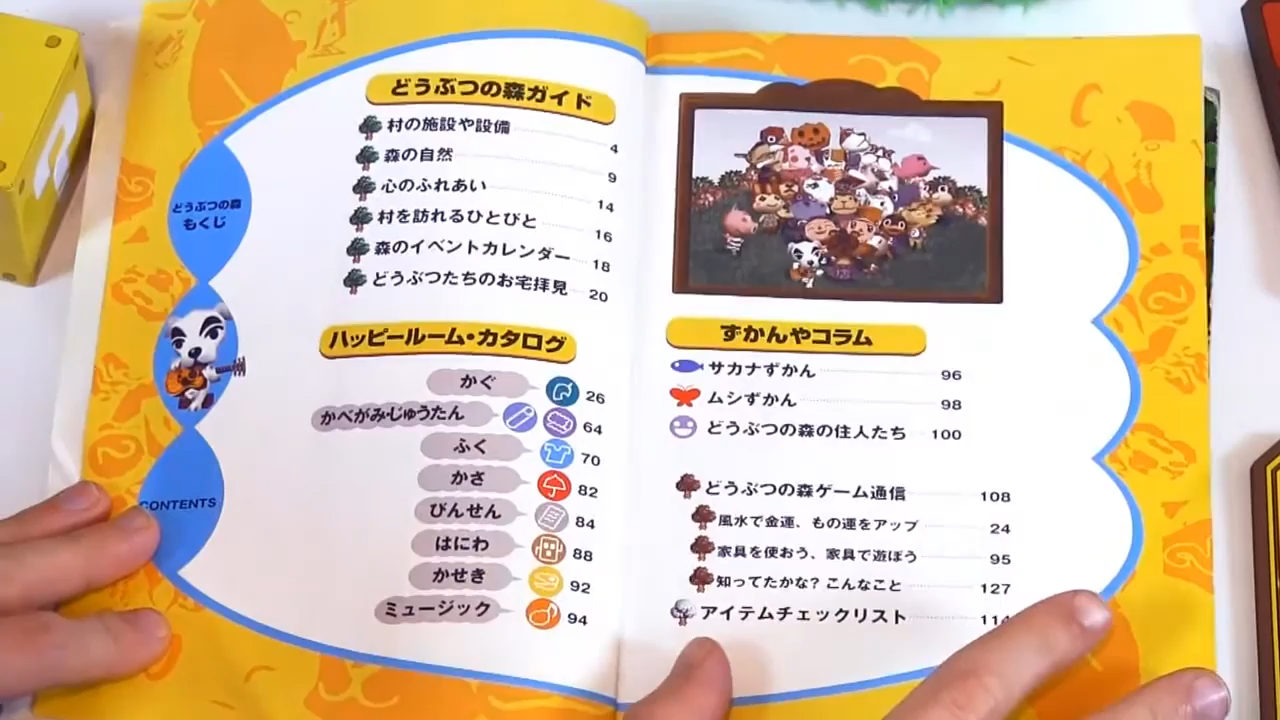 どうぶつの森
もくじ
CONTENTS
どうぶつの森ガイド
村の施設や設備 4
森の自然 9
心のふれあい 14
村を訪れるひとびと 16
森のイベントカレンダー 18
どうぶつたちのお宅拝見 20
ハッピールーム・カタログ
かぐ 26
かべがみ・じゅうたん 64
ふく 70
かさ 82
びんせん 84
はにわ 88
かせき 92
ミュージック 94
ずかんやコラム
サカナずかん 96
ムシずかん 98
どうぶつの森の住人たち 100
どうぶつの森ゲーム通信 108
風水で金運、もの運をアップ 24
家具を使おう、家具で遊ぼう 95
知ってたかな? こんなこと 127
アイテムチェックリスト 114